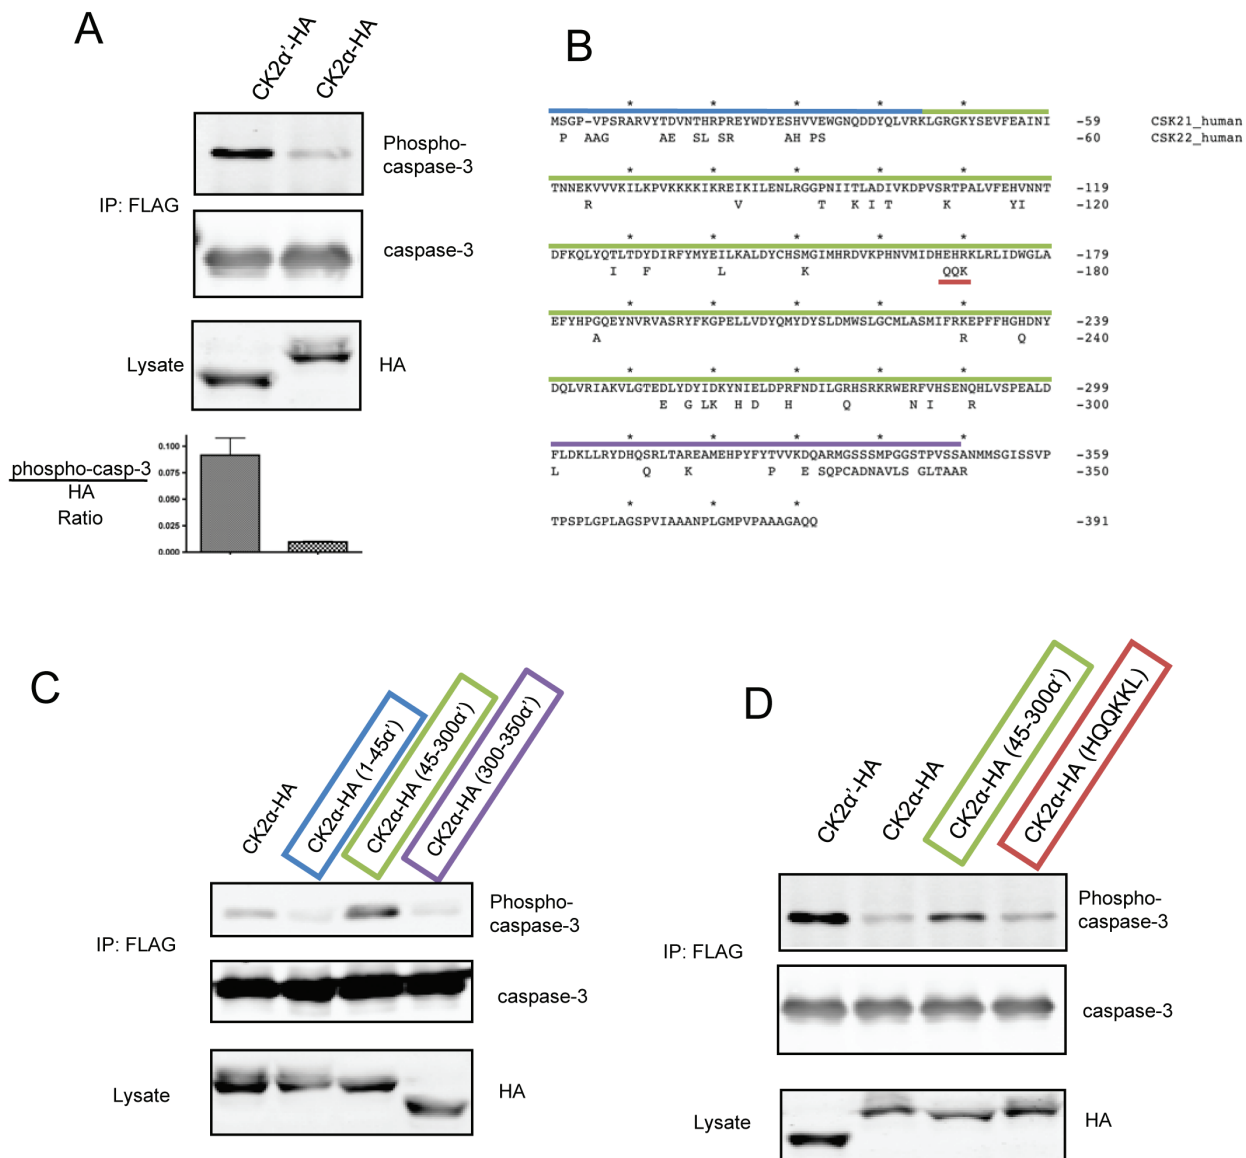 A
CK2α'-HA
CK2α-HA
Phospho-
caspase-3
IP: FLAG
caspase-3
Lysate
HA
phospho-casp-3
HA
Ratio
0.100
0.075
0.050
0.025
0.000
B
* * * * *
MSGP-VPSRARVYTDVNTHRPREYWDYESHVVEWGNQDDYQLVRKLGRGKYSEVFEAINI -59 CSK21_human
P AAG AE SL SR AH PS -60 CSK22_human
* * * * *
TNNEKVVVKILKPVKKKKIKREIKILENLRGGPNIITLADIVKDPVSRTPALVFEHVNNT -119
R V T K I T K YI -120
* * * * *
DFKQLYQTLTDYDIRFYMYEILKALDYCHSMGIMHRDVKPHNVMIDHEHRKLRLIDWGLA -179
I F L K QQK -180
* * * * *
EFYHPGQEYNVRVASRYFKGPELLVDYQMYDYSLDMWSLGCMLASMIFRKEPFFHGHDNY -239
A R Q -240
* * * * *
DQLVRIAKVLGTEDLYDYIDKYNIELDPRFNDILGRHSRKRWERFVHSENQHLVSPEALD -299
E G LK H D H Q N I R -300
* * * * *
FLDKLLRYDHQSRLTAREAMEHPYFYTVVKDQARMGSSSMPGGSTPVSSANMMSGISSVP -359
L Q K P E SQPCADNAVLS GLTAAR -350
* * *
TPSPLGPLAGSPVIAAANPLGMPVPAAAGAQQ -391
C
CK2α-HA
CK2α-HA (1-45α')
CK2α-HA (45-300α')
CK2α-HA (300-350α')
Phospho-
caspase-3
IP: FLAG
caspase-3
Lysate
HA
D
CK2α'-HA
CK2α-HA
CK2α-HA (45-300α')
CK2α-HA (HQQKKL)
Phospho-
caspase-3
IP: FLAG
caspase-3
Lysate
HA